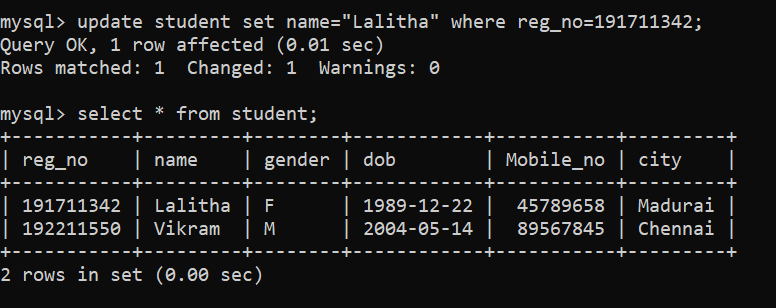 mysql> update student set name="Lalitha" where reg_no=191711342;
Query OK, 1 row affected (0.01 sec)
Rows matched: 1  Changed: 1  Warnings: 0

mysql> select * from student;
+-----------+---------+--------+------------+-----------+---------+
| reg_no    | name    | gender | dob        | Mobile_no | city    |
+-----------+---------+--------+------------+-----------+---------+
| 191711342 | Lalitha | F      | 1989-12-22 |  45789658 | Madurai |
| 192211550 | Vikram  | M      | 2004-05-14 |  89567845 | Chennai |
+-----------+---------+--------+------------+-----------+---------+
2 rows in set (0.00 sec)